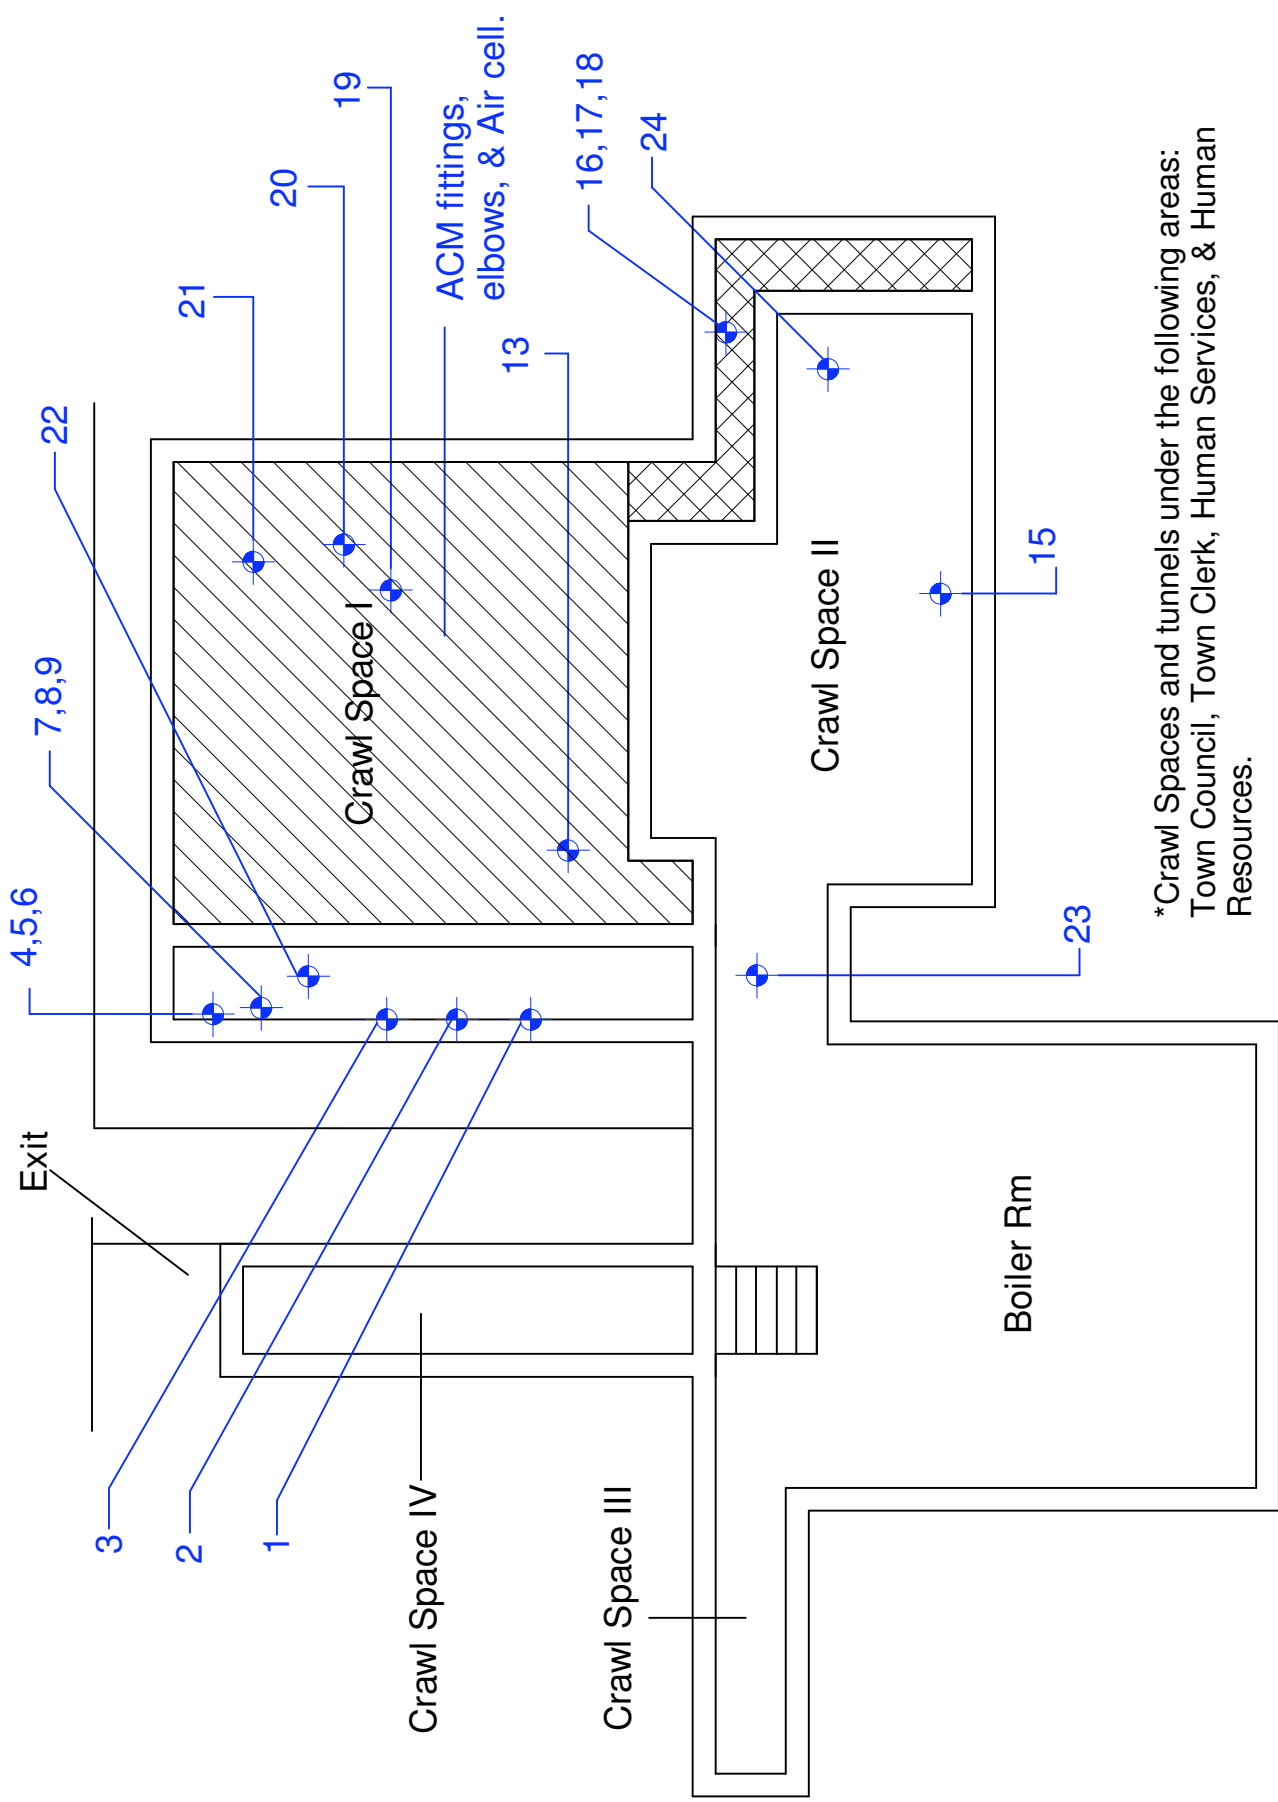 Exit
4,5,6
7,8,9
22
21
20
19
ACM fittings,
elbows, & Air cell.
13
16,17,18
24
3
2
1
Crawl Space I
Crawl Space IV
Crawl Space III
Crawl Space II
15
23
Boiler Rm
*Crawl Spaces and tunnels under the following areas:
Town Council, Town Clerk, Human Services, & Human
Resources.